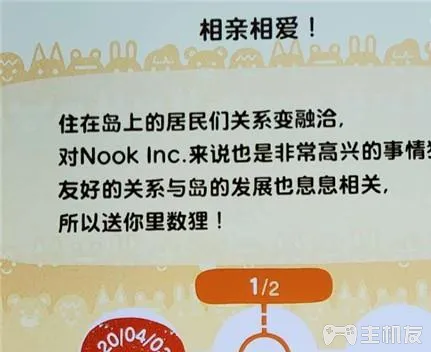 相亲相爱！
住在岛上的居民们关系变融洽,
对Nook Inc.来说也是非常高兴的事情狸
友好的关系与岛的发展也息息相关,
所以送你里数狸！
1/2
20/04/03
主机友